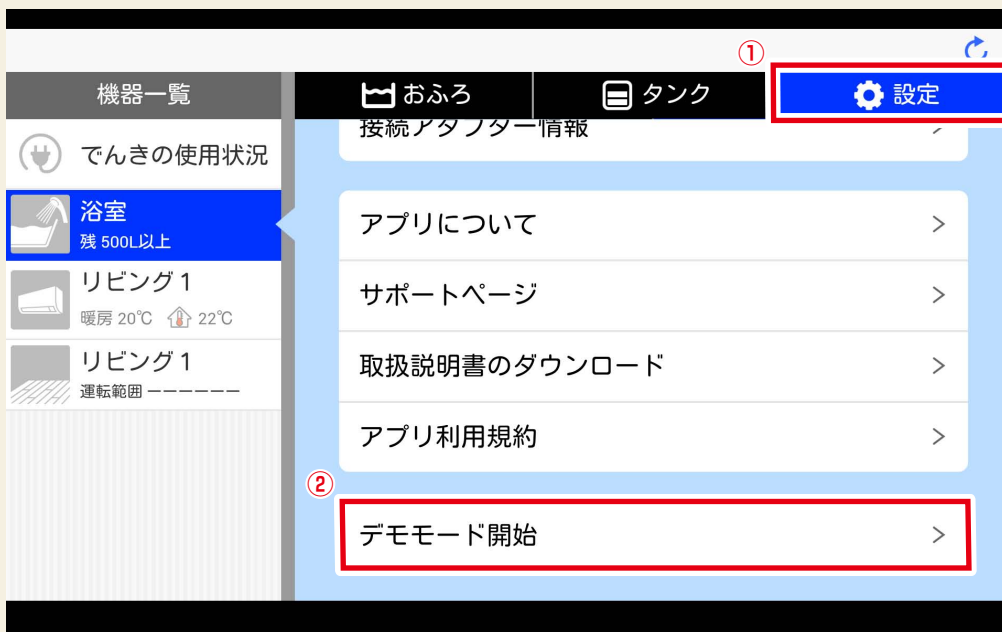 ①
機器一覧
おふろ
タンク
設定
でんきの使用状況
浴室
残 500L以上
リビング1
暖房 20℃ 22℃
リビング1
運転範囲 ーーーーーー
接続アダプター情報
アプリについて
サポートページ
取扱説明書のダウンロード
アプリ利用規約
②
デモモード開始